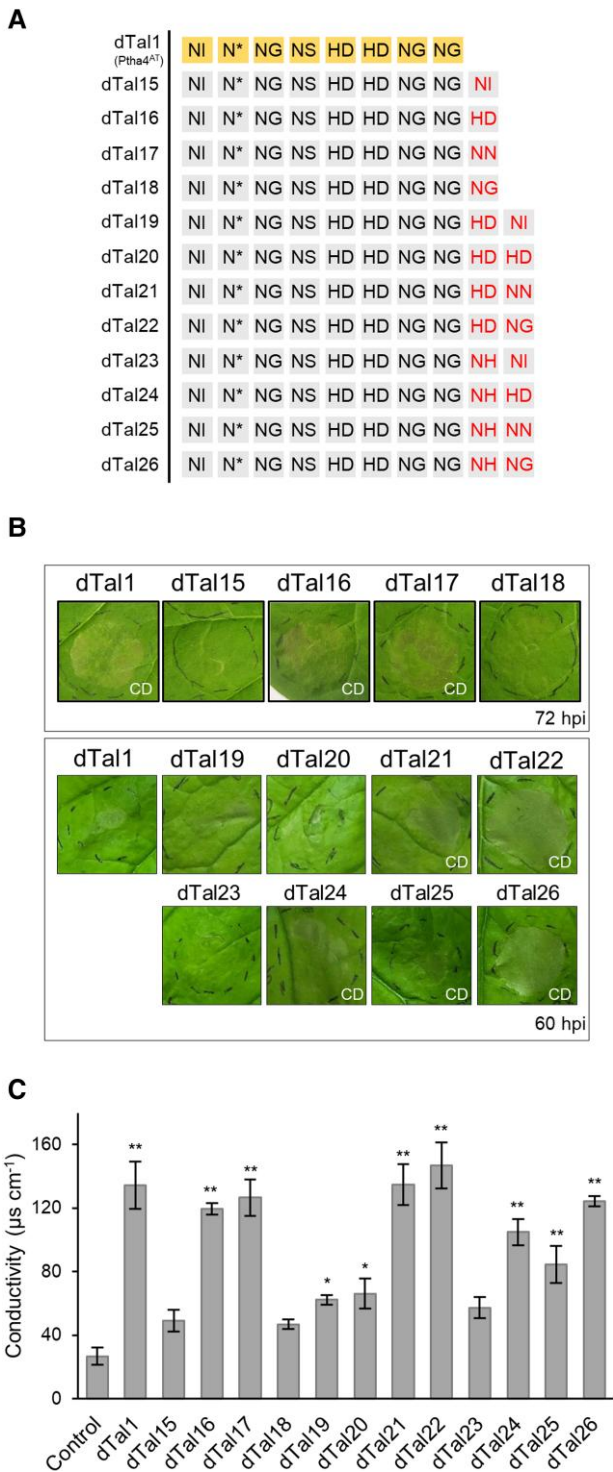 A
dTal1 NI N* NG NS HD HD NG NG
(Ptha4AT)
dTal15 NI N* NG NS HD HD NG NG NI
dTal16 NI N* NG NS HD HD NG NG HD
dTal17 NI N* NG NS HD HD NG NG NN
dTal18 NI N* NG NS HD HD NG NG NG
dTal19 NI N* NG NS HD HD NG NG HD NI
dTal20 NI N* NG NS HD HD NG NG HD HD
dTal21 NI N* NG NS HD HD NG NG HD NN
dTal22 NI N* NG NS HD HD NG NG HD NG
dTal23 NI N* NG NS HD HD NG NG NH NI
dTal24 NI N* NG NS HD HD NG NG NH HD
dTal25 NI N* NG NS HD HD NG NG NH NN
dTal26 NI N* NG NS HD HD NG NG NH NG
B
dTal1 dTal15 dTal16 dTal17 dTal18
CD CD CD
72 hpi
dTal1 dTal19 dTal20 dTal21 dTal22
CD CD
dTal23 dTal24 dTal25 dTal26
CD CD CD
60 hpi
C
Conductivity (µs cm-1)
160
120
80
40
0
** ** ** * * ** ** ** ** **
Control dTal1 dTal15 dTal16 dTal17 dTal18 dTal19 dTal20 dTal21 dTal22 dTal23 dTal24 dTal25 dTal26